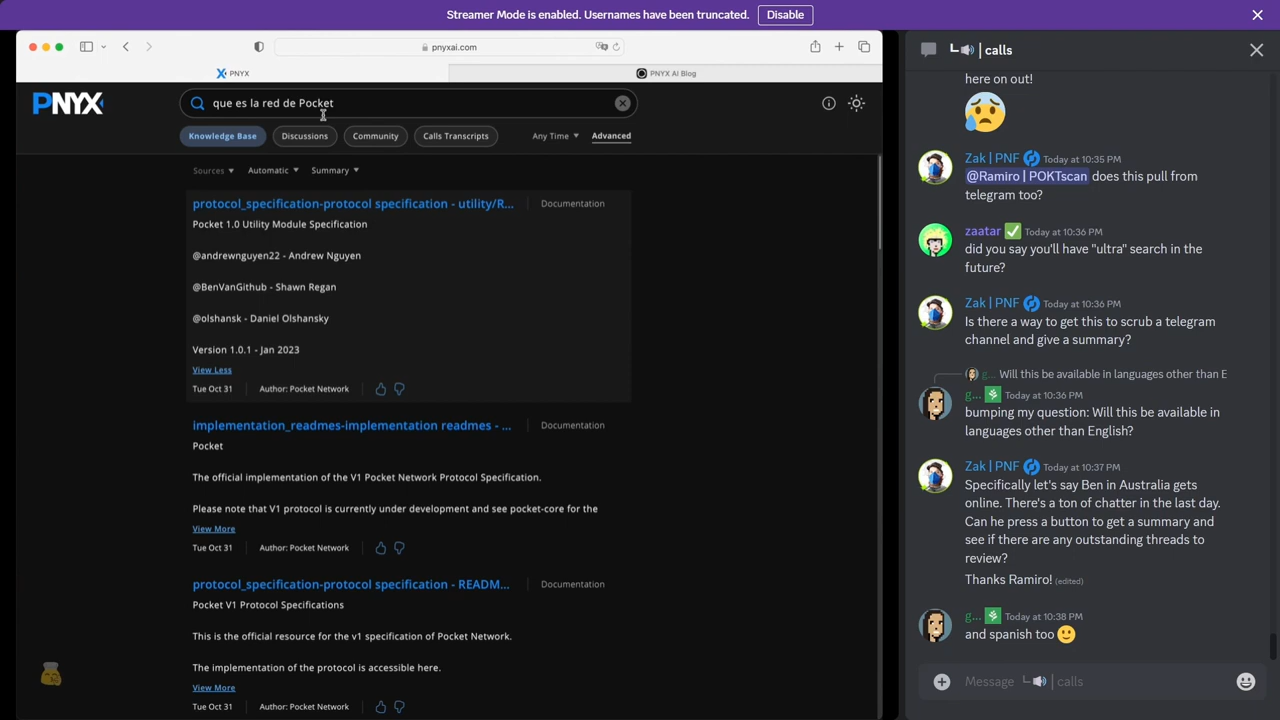 Streamer Mode is enabled. Usernames have been truncated. Disable
pnyxai.com
PNYX
PNYX AI Blog
PNYX
que es la red de Pocket
Knowledge Base
Discussions
Community
Calls Transcripts
Any Time
Advanced
Sources
Automatic
Summary
protocol_specification-protocol specification - utility/R...
Documentation
Pocket 1.0 Utility Module Specification
@andrewnguyen22 - Andrew Nguyen
@BenVanGithub - Shawn Regan
@olshansk - Daniel Olshansky
Version 1.0.1 - Jan 2023
View Less
Tue Oct 31
Author: Pocket Network
implementation_readmes-implementation readmes - ...
Documentation
Pocket
The official implementation of the V1 Pocket Network Protocol Specification.
Please note that V1 protocol is currently under development and see pocket-core for the
View More
Tue Oct 31
Author: Pocket Network
protocol_specification-protocol specification - READM...
Documentation
Pocket V1 Protocol Specifications
This is the official resource for the v1 specification of Pocket Network.
The implementation of the protocol is accessible here.
View More
Tue Oct 31
Author: Pocket Network
calls
here on out!
Zak | PNF Today at 10:35 PM
@Ramiro | POKTscan does this pull from
telegram too?
zaatar Today at 10:36 PM
did you say you'll have "ultra" search in the
future?
Zak | PNF Today at 10:36 PM
Is there a way to get this to scrub a telegram
channel and give a summary?
g... Will this be available in languages other than E
g... Today at 10:36 PM
bumping my question: Will this be available in
languages other than English?
Zak | PNF Today at 10:37 PM
Specifically let's say Ben in Australia gets
online. There's a ton of chatter in the last day.
Can he press a button to get a summary and
see if there are any outstanding threads to
review?
Thanks Ramiro! (edited)
g... Today at 10:38 PM
and spanish too
Message calls